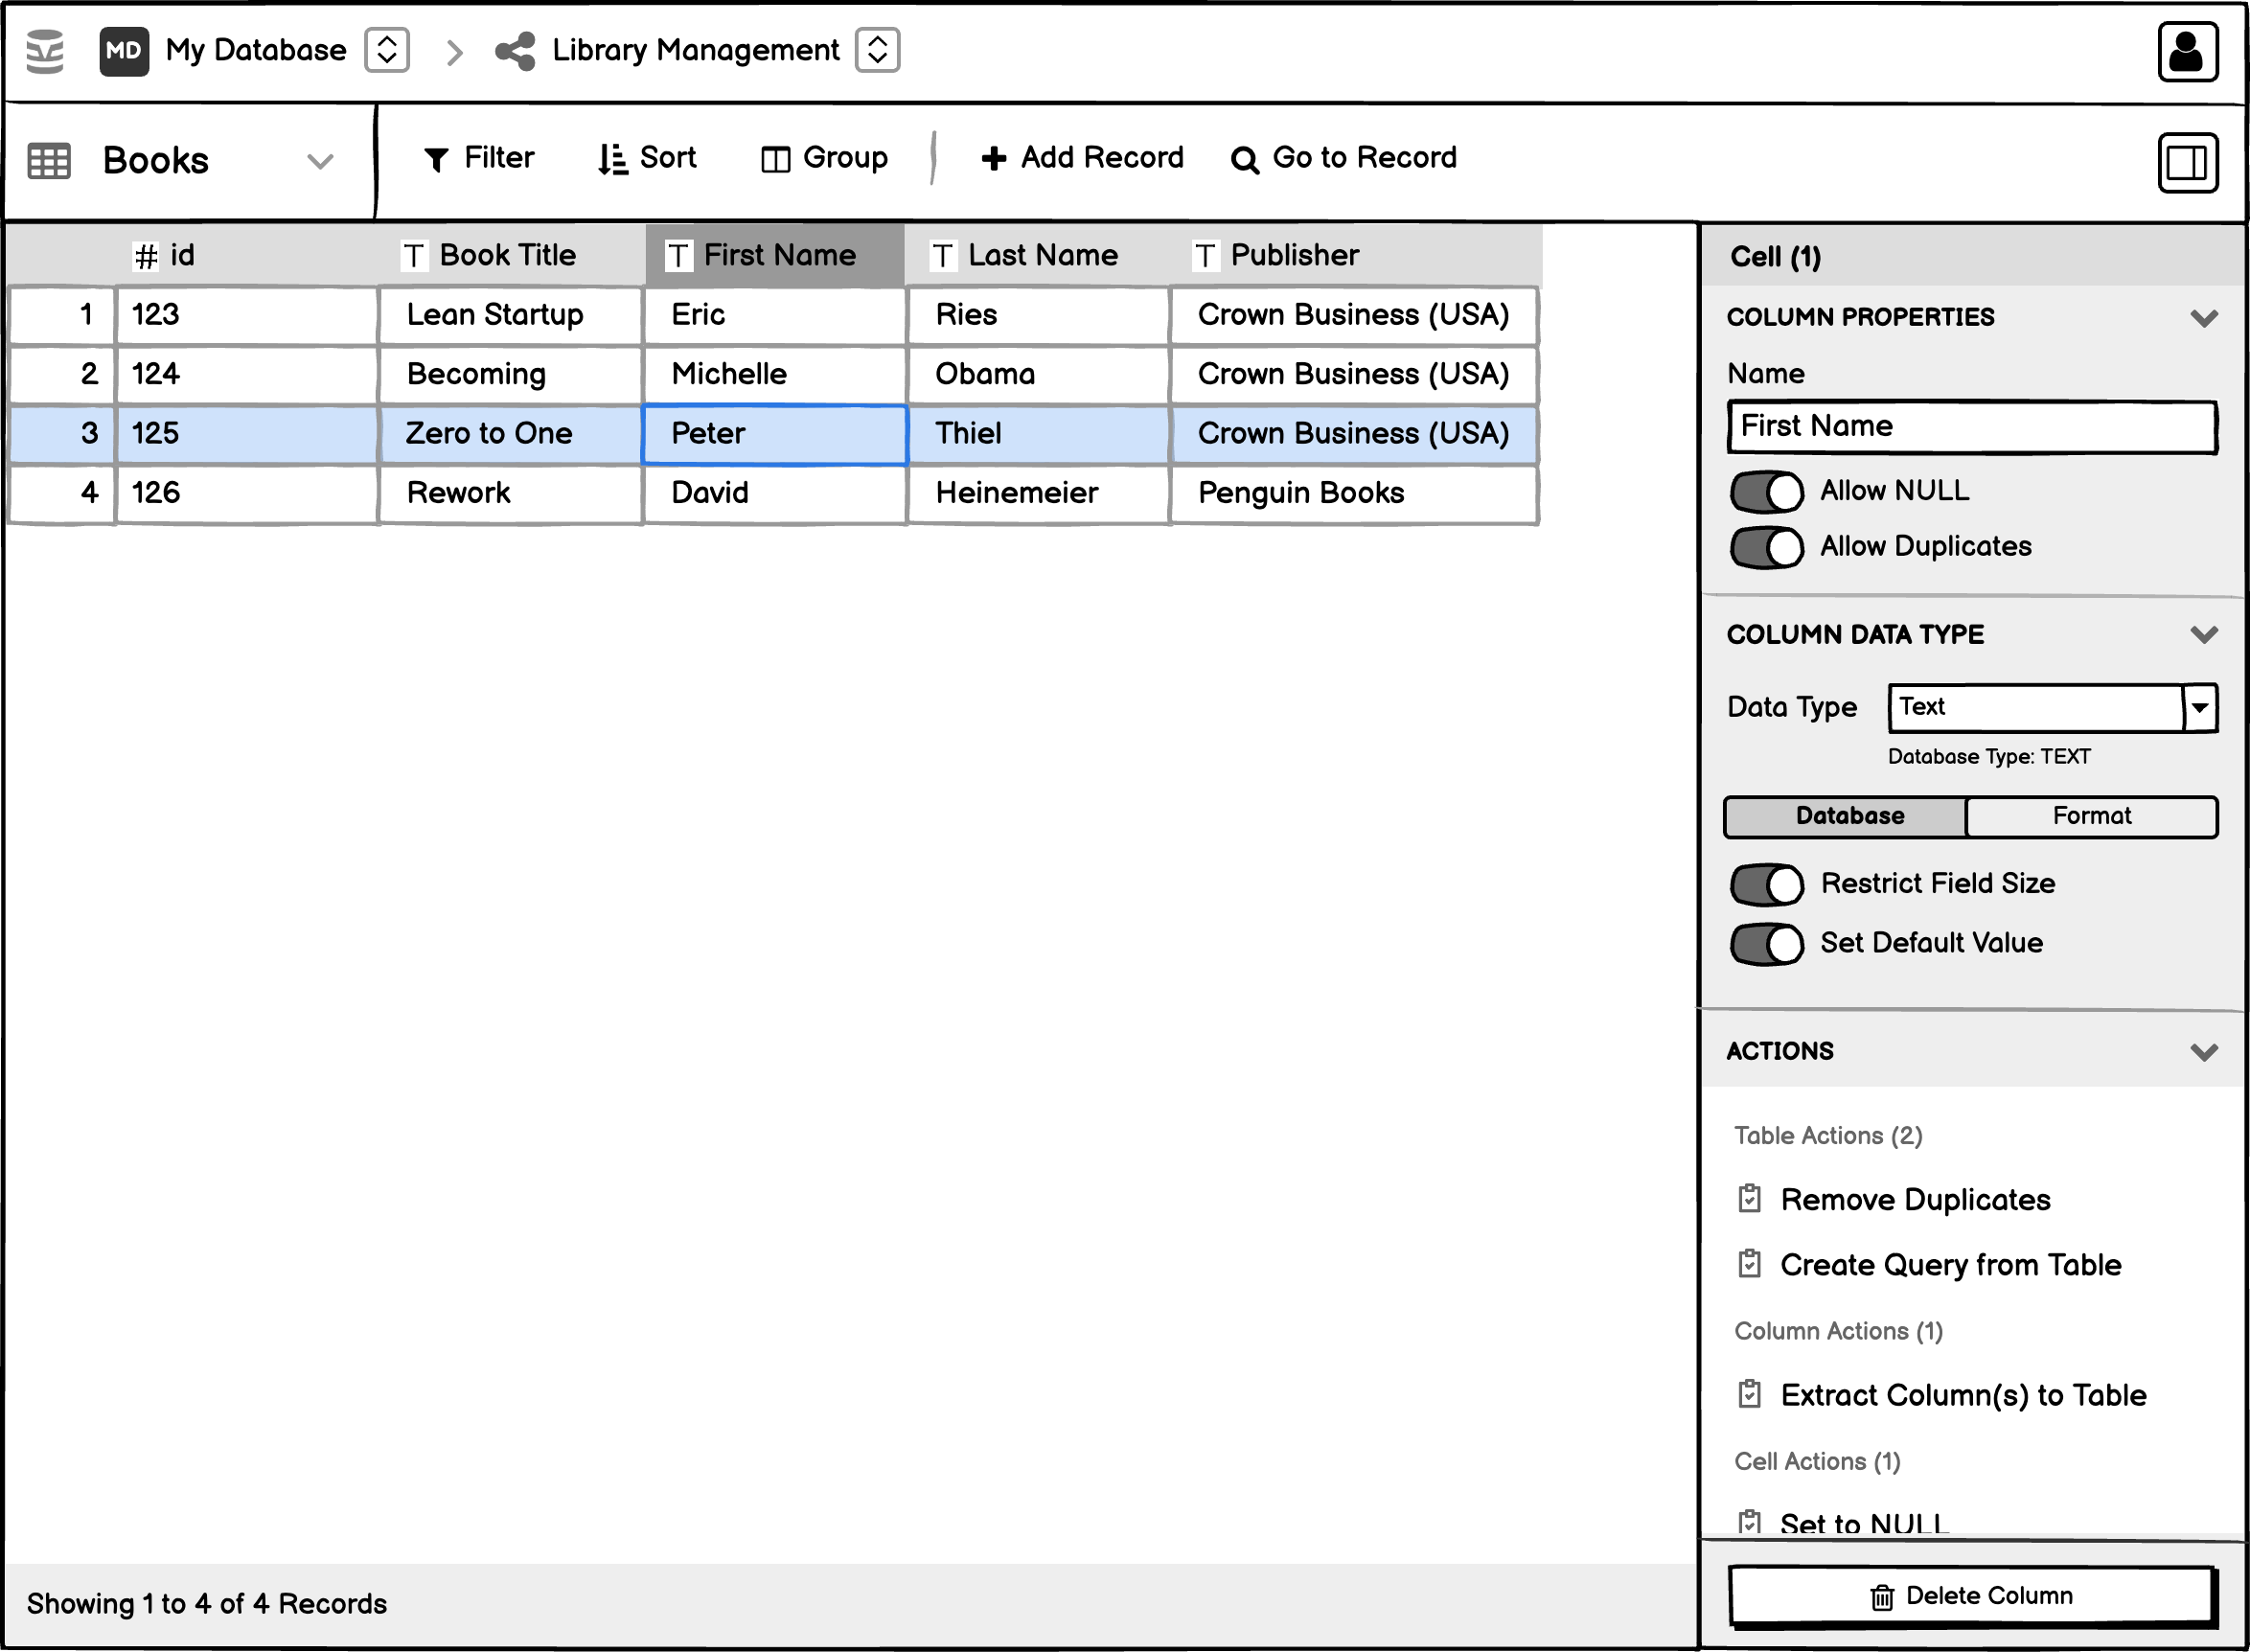 MD My Database > Library Management
Books Filter Sort Group + Add Record Go to Record
# id T Book Title T First Name T Last Name T Publisher
1 123 Lean Startup Eric Ries Crown Business (USA)
2 124 Becoming Michelle Obama Crown Business (USA)
3 125 Zero to One Peter Thiel Crown Business (USA)
4 126 Rework David Heinemeier Penguin Books
Showing 1 to 4 of 4 Records
Cell (1)
COLUMN PROPERTIES
Name
First Name
Allow NULL
Allow Duplicates
COLUMN DATA TYPE
Data Type Text
Database Type: TEXT
Database Format
Restrict Field Size
Set Default Value
ACTIONS
Table Actions (2)
Remove Duplicates
Create Query from Table
Column Actions (1)
Extract Column(s) to Table
Cell Actions (1)
Set to NULL
Delete Column